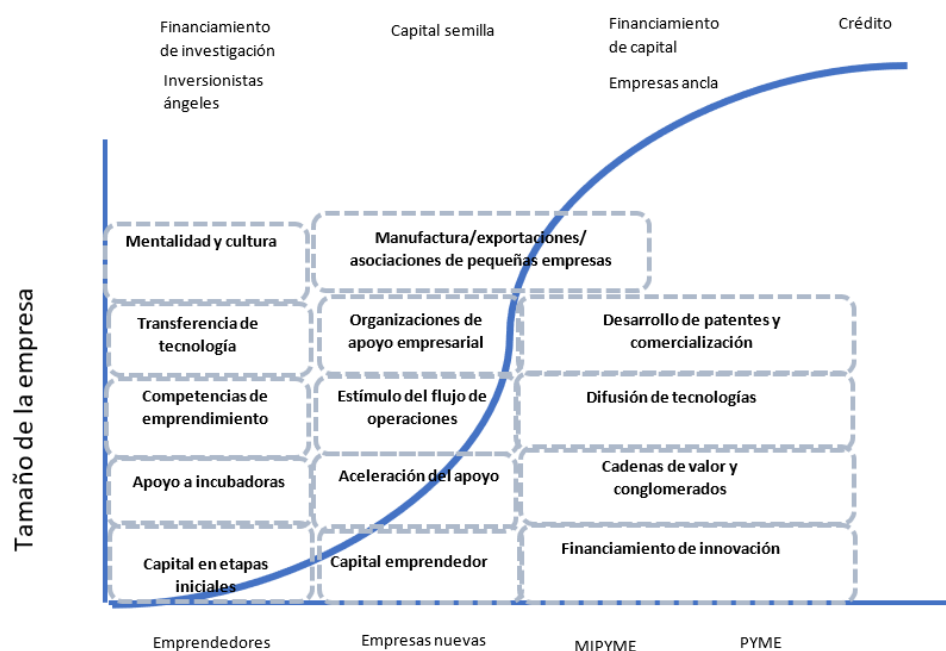 Financiamiento
de investigación
Inversionistas
ángeles
Capital semilla
Financiamiento
de capital
Empresas ancla
Crédito
Tamaño de la empresa
Mentalidad y cultura
Manufactura/exportaciones/
asociaciones de pequeñas empresas
Transferencia de
tecnología
Organizaciones de
apoyo empresarial
Desarrollo de patentes y
comercialización
Competencias de
emprendimiento
Estímulo del flujo de
operaciones
Difusión de tecnologías
Apoyo a incubadoras
Aceleración del apoyo
Cadenas de valor y
conglomerados
Capital en etapas
iniciales
Capital emprendedor
Financiamiento de innovación
Emprendedores
Empresas nuevas
MIPYME
PYME